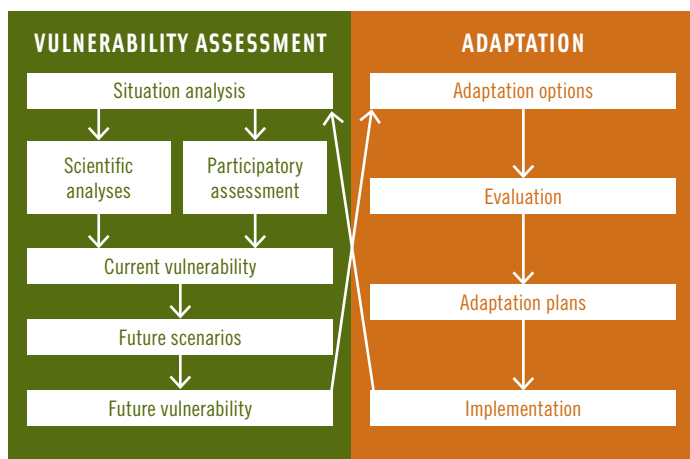 VULNERABILITY ASSESSMENT
Situation analysis
Scientific
analyses
Participatory
assessment
Current vulnerability
Future scenarios
Future vulnerability
ADAPTATION
Adaptation options
Evaluation
Adaptation plans
Implementation